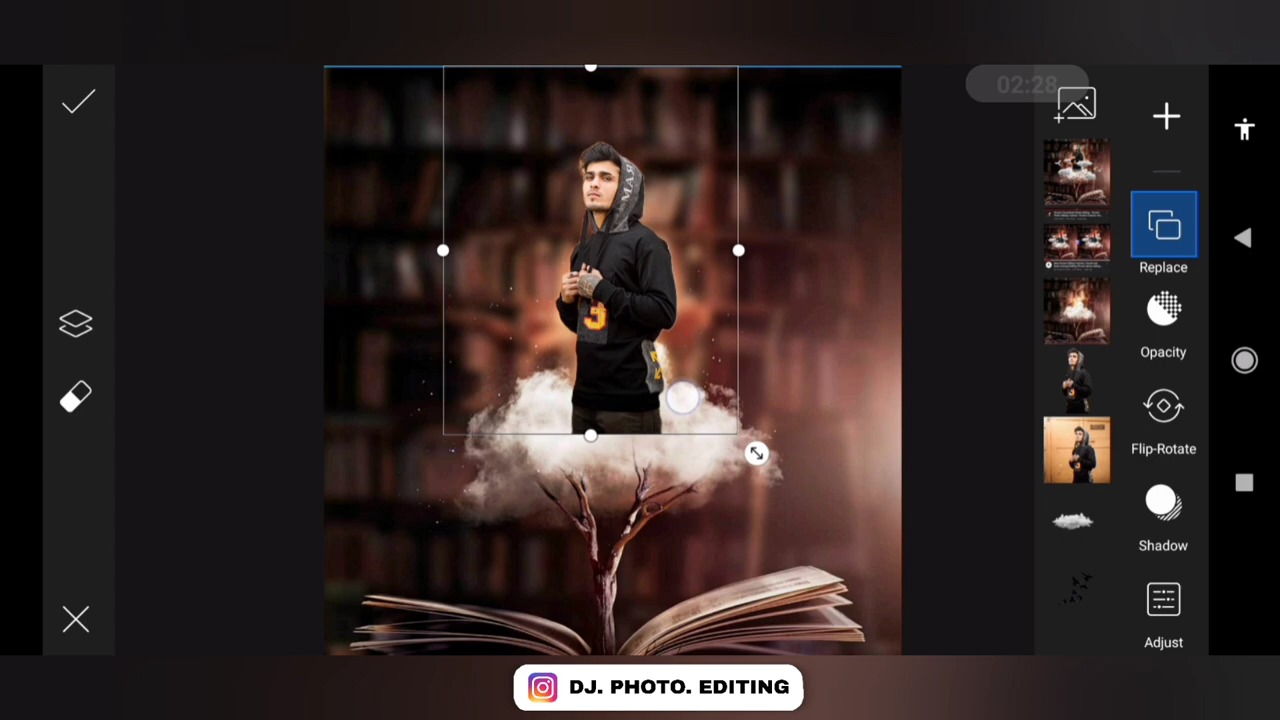 02:28
Replace
Opacity
Flip-Rotate
Shadow
Adjust
DJ. PHOTO. EDITING